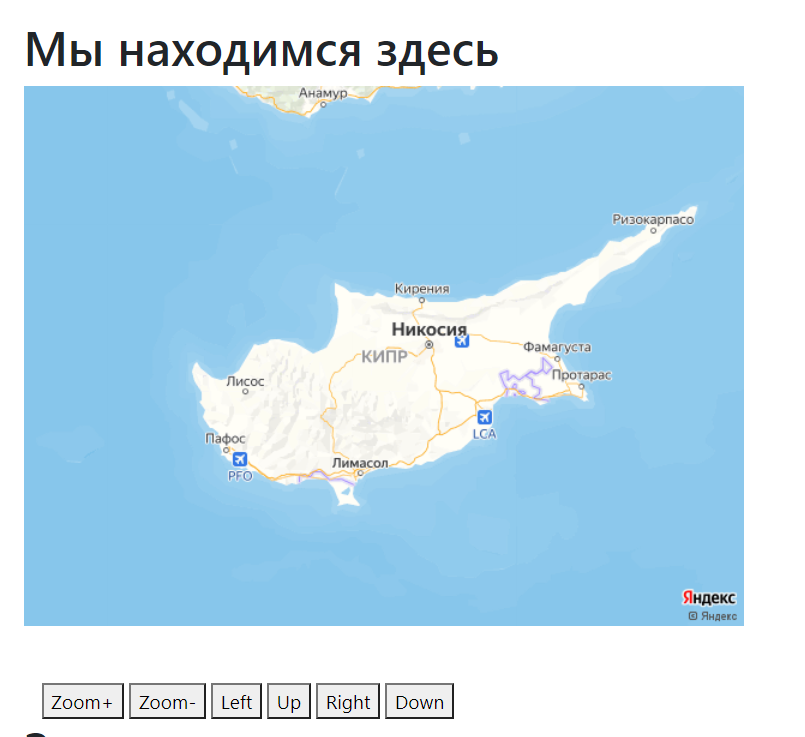 Мы находимся здесь
Анамур
Ризокарпасо
Кирения
Никосия
Фамагуста
КИПР
Протарас
Лисос
LCA
Пафос
Лимасол
PFO
Яндекс
© Яндекс
Zoom+ Zoom- Left Up Right Down